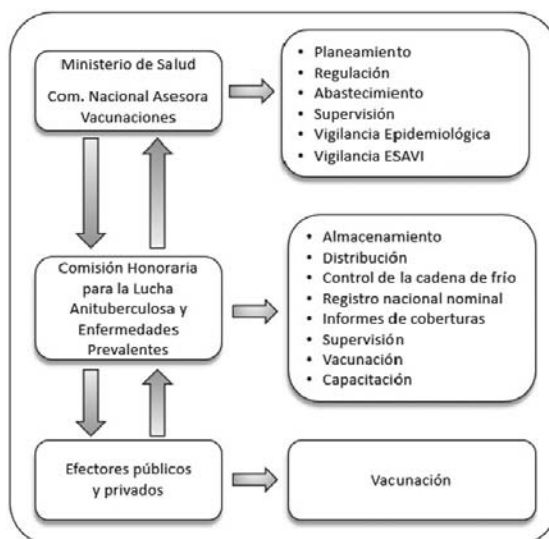 Ministerio de Salud
Com. Nacional Asesora
Vacunaciones
• Planeamiento
• Regulación
• Abastecimiento
• Supervisión
• Vigilancia Epidemiológica
• Vigilancia ESAVI
Comisión Honoraria
para la Lucha
Anituberculosa y
Enfermedades
Prevalentes
• Almacenamiento
• Distribución
• Control de la cadena de frío
• Registro nacional nominal
• Informes de coberturas
• Supervisión
• Vacunación
• Capacitación
Efectores públicos
y privados
Vacunación